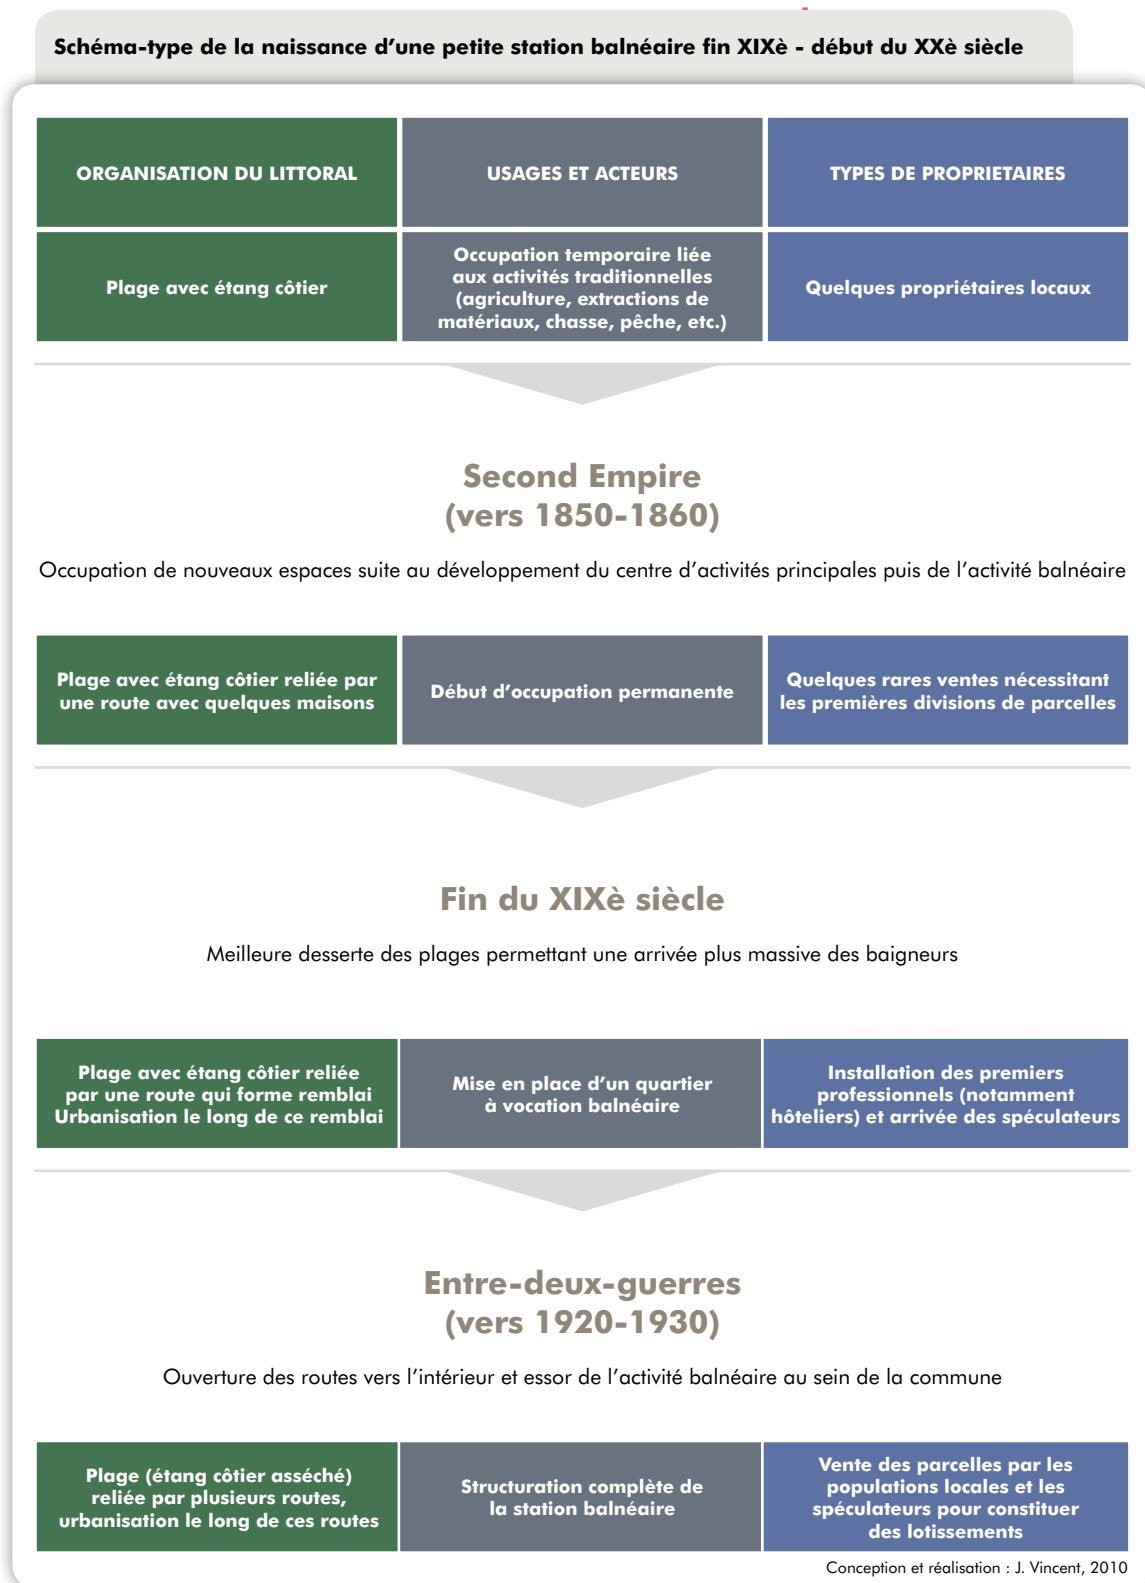 Schéma-type de la naissance d'une petite station balnéaire fin XIXè - début du XXè siècle
ORGANISATION DU LITTORAL
USAGES ET ACTEURS
TYPES DE PROPRIETAIRES
Plage avec étang côtier
Occupation temporaire liée
aux activités traditionnelles
(agriculture, extractions de
matériaux, chasse, pêche, etc.)
Quelques propriétaires locaux
Second Empire
(vers 1850-1860)
Occupation de nouveaux espaces suite au développement du centre d'activités principales puis de l'activité balnéaire
Plage avec étang côtier reliée par
une route avec quelques maisons
Début d'occupation permanente
Quelques rares ventes nécessitant
les premières divisions de parcelles
Fin du XIXè siècle
Meilleure desserte des plages permettant une arrivée plus massive des baigneurs
Plage avec étang côtier reliée
par une route qui forme remblai
Urbanisation le long de ce remblai
Mise en place d'un quartier
à vocation balnéaire
Installation des premiers
professionnels (notamment
hôteliers) et arrivée des spéculateurs
Entre-deux-guerres
(vers 1920-1930)
Ouverture des routes vers l'intérieur et essor de l'activité balnéaire au sein de la commune
Plage (étang côtier asséché)
reliée par plusieurs routes,
urbanisation le long de ces routes
Structuration complète de
la station balnéaire
Vente des parcelles par les
populations locales et les
spéculateurs pour constituer
des lotissements
Conception et réalisation : J. Vincent, 2010